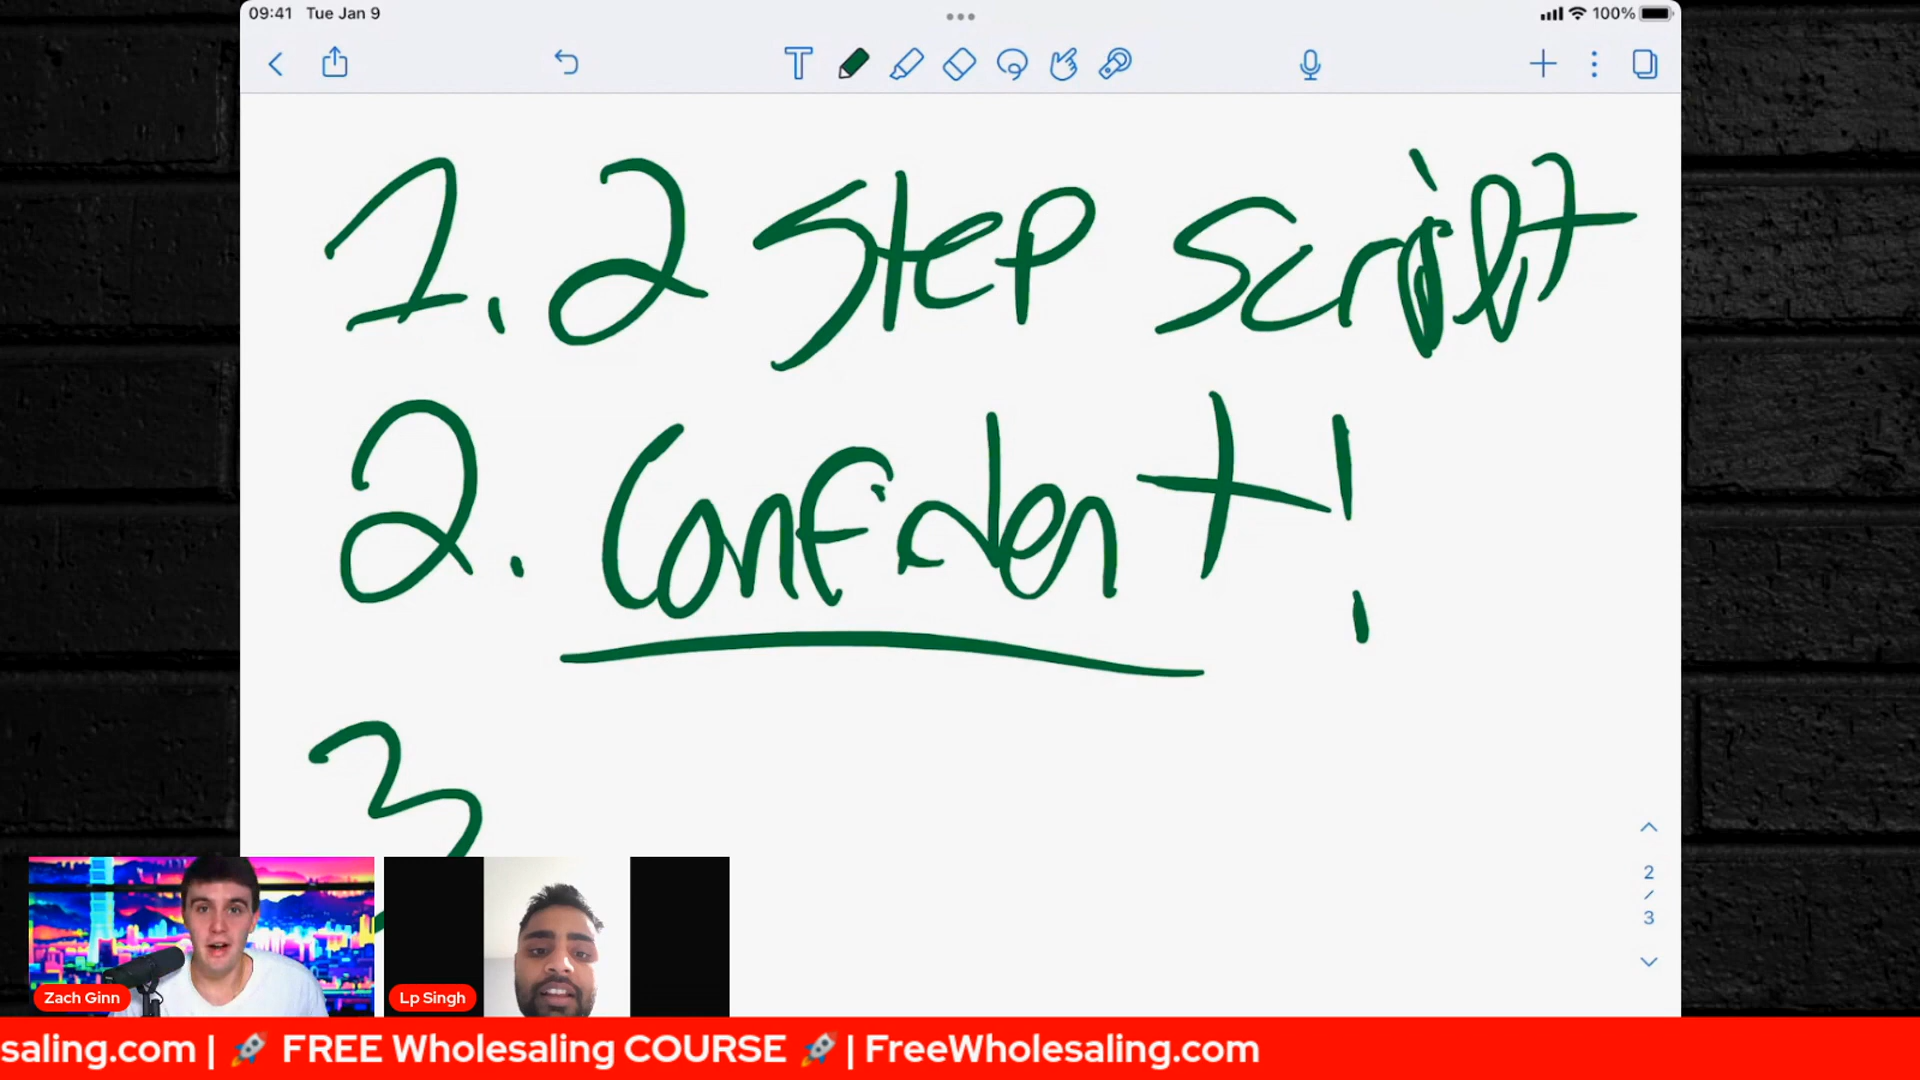 09:41 Tue Jan 9
100%
T
1. 2 Step Script
2. Confident!
3
2
/
3
Zach Ginn
Lp Singh
saling.com | 🚀 FREE Wholesaling COURSE 🚀 | FreeWholesaling.com